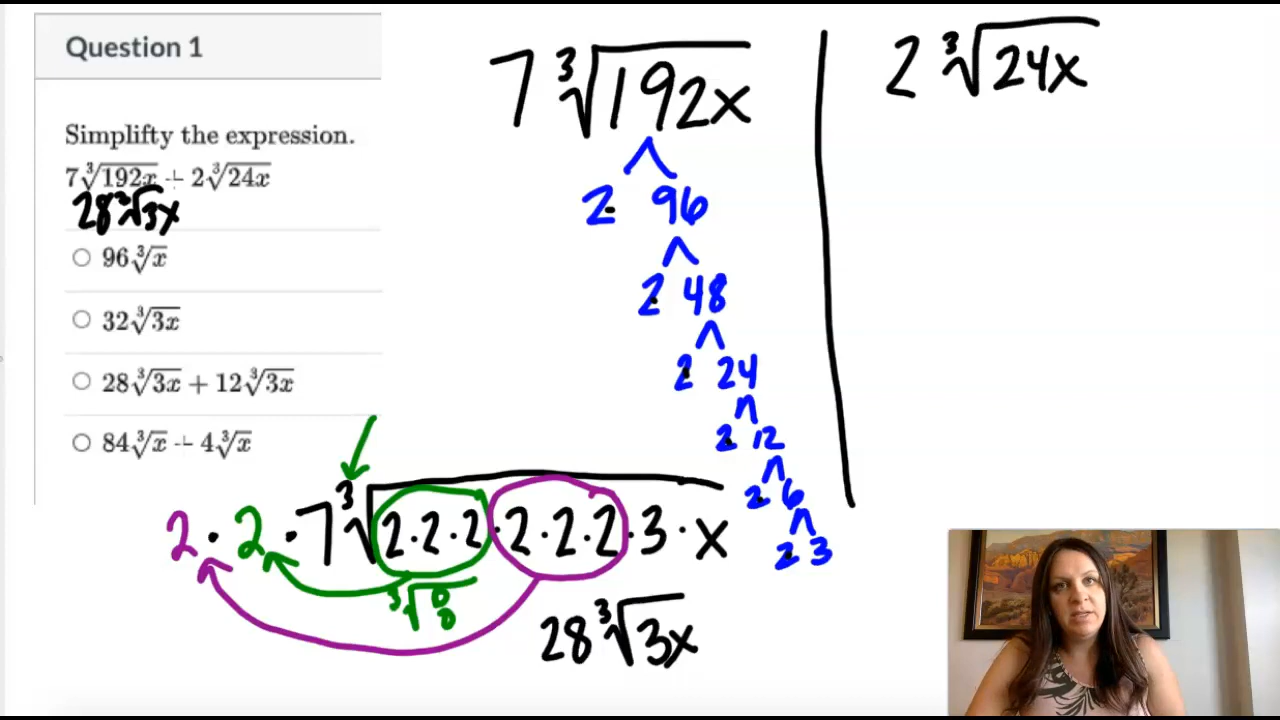 Question 1
Simplifty the expression.
7∛192x + 2∛24x
28∛3x
96∛x
32∛3x
28∛3x + 12∛3x
84∛x + 4∛x
7∛192x
2 96
2 48
2 24
2 12
2 6
2 3
2 · 2 · 7∛2·2·2·2·2·2·3·x
∛8
28∛3x
2∛24x